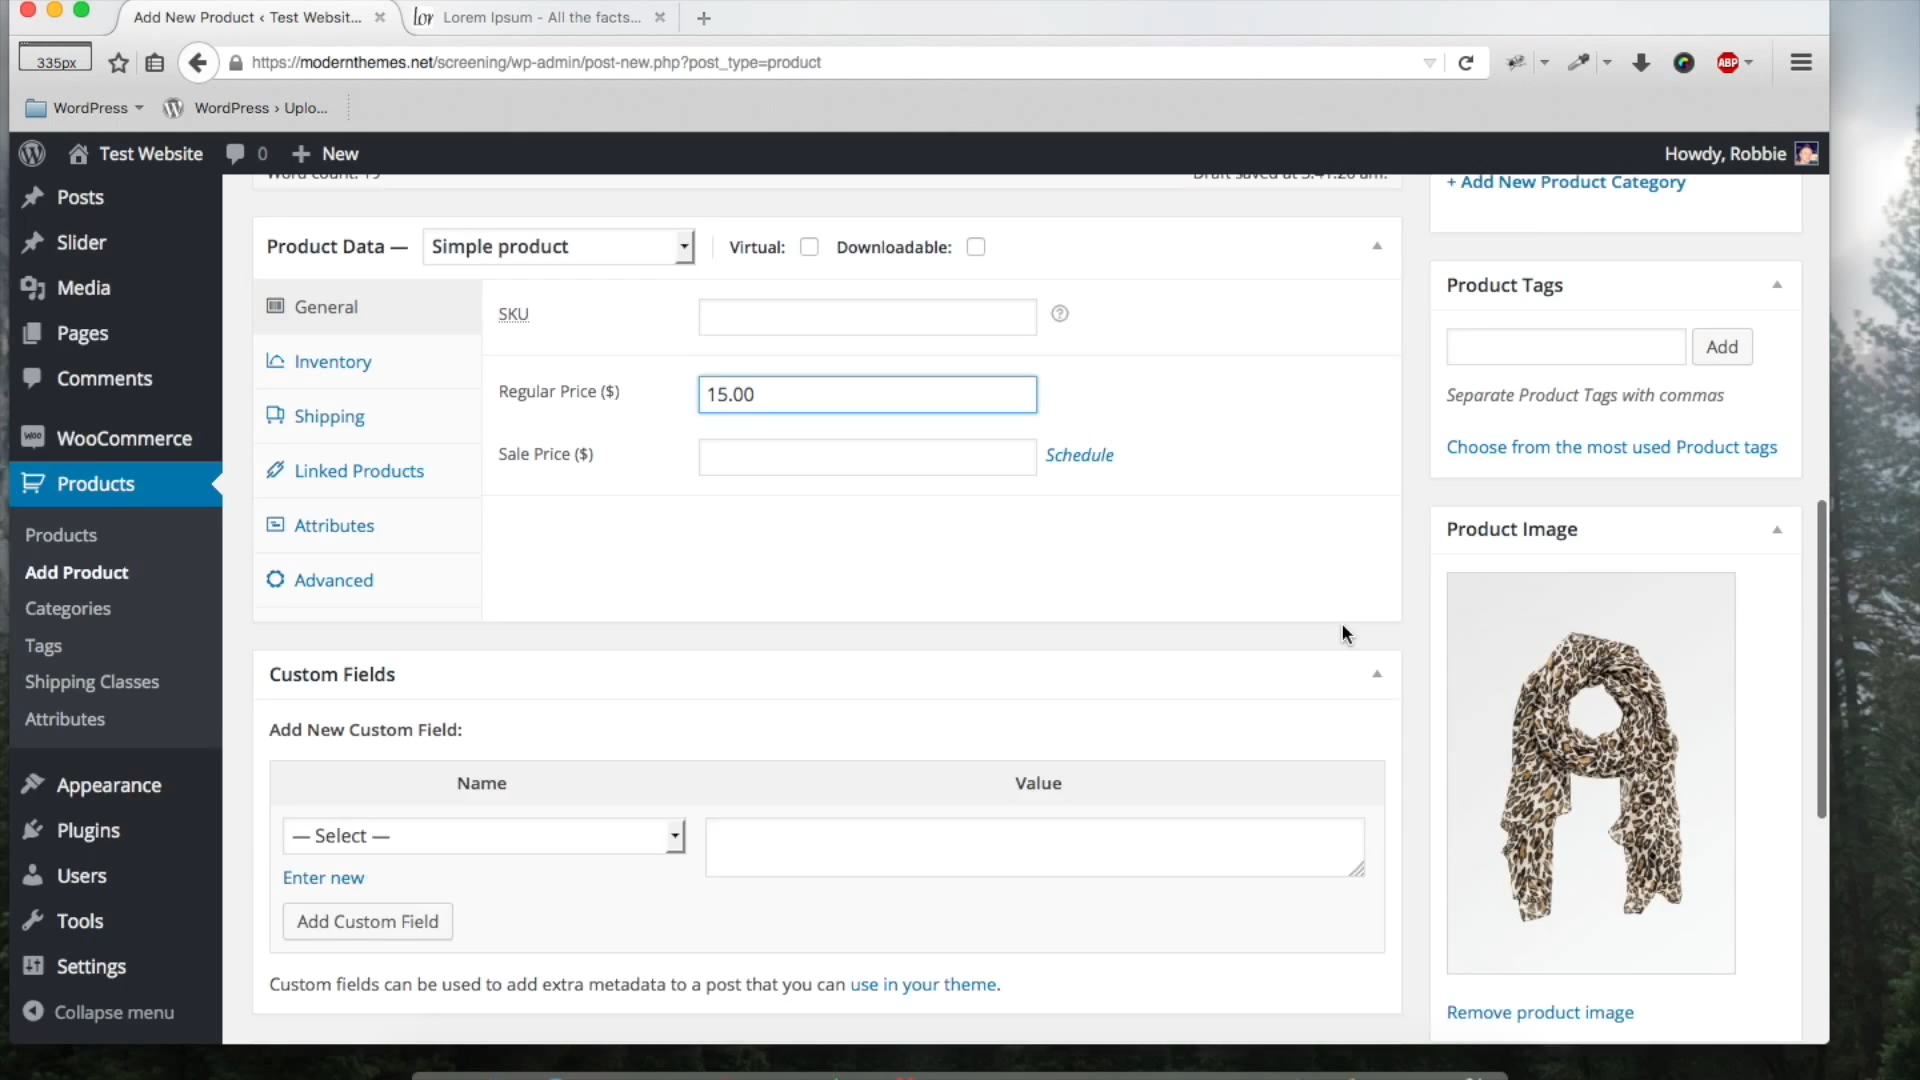 Add New Product ‹ Test Websit...
Lorem Ipsum - All the facts...
335px
https://modernthemes.net/screening/wp-admin/post-new.php?post_type=product
ABP
WordPress
WordPress › Uplo...
Test Website
0
New
Howdy, Robbie
Posts
Slider
Media
Pages
Comments
WooCommerce
Products
Products
Add Product
Categories
Tags
Shipping Classes
Attributes
Appearance
Plugins
Users
Tools
Settings
Collapse menu
Word count: 19
Product Data —
Simple product
Virtual:
Downloadable:
General
Inventory
Shipping
Linked Products
Attributes
Advanced
SKU
Regular Price ($)
15.00
Sale Price ($)
Schedule
Custom Fields
Add New Custom Field:
Name
Value
— Select —
Enter new
Add Custom Field
Custom fields can be used to add extra metadata to a post that you can use in your theme.
+ Add New Product Category
Product Tags
Add
Separate Product Tags with commas
Choose from the most used Product tags
Product Image
Remove product image